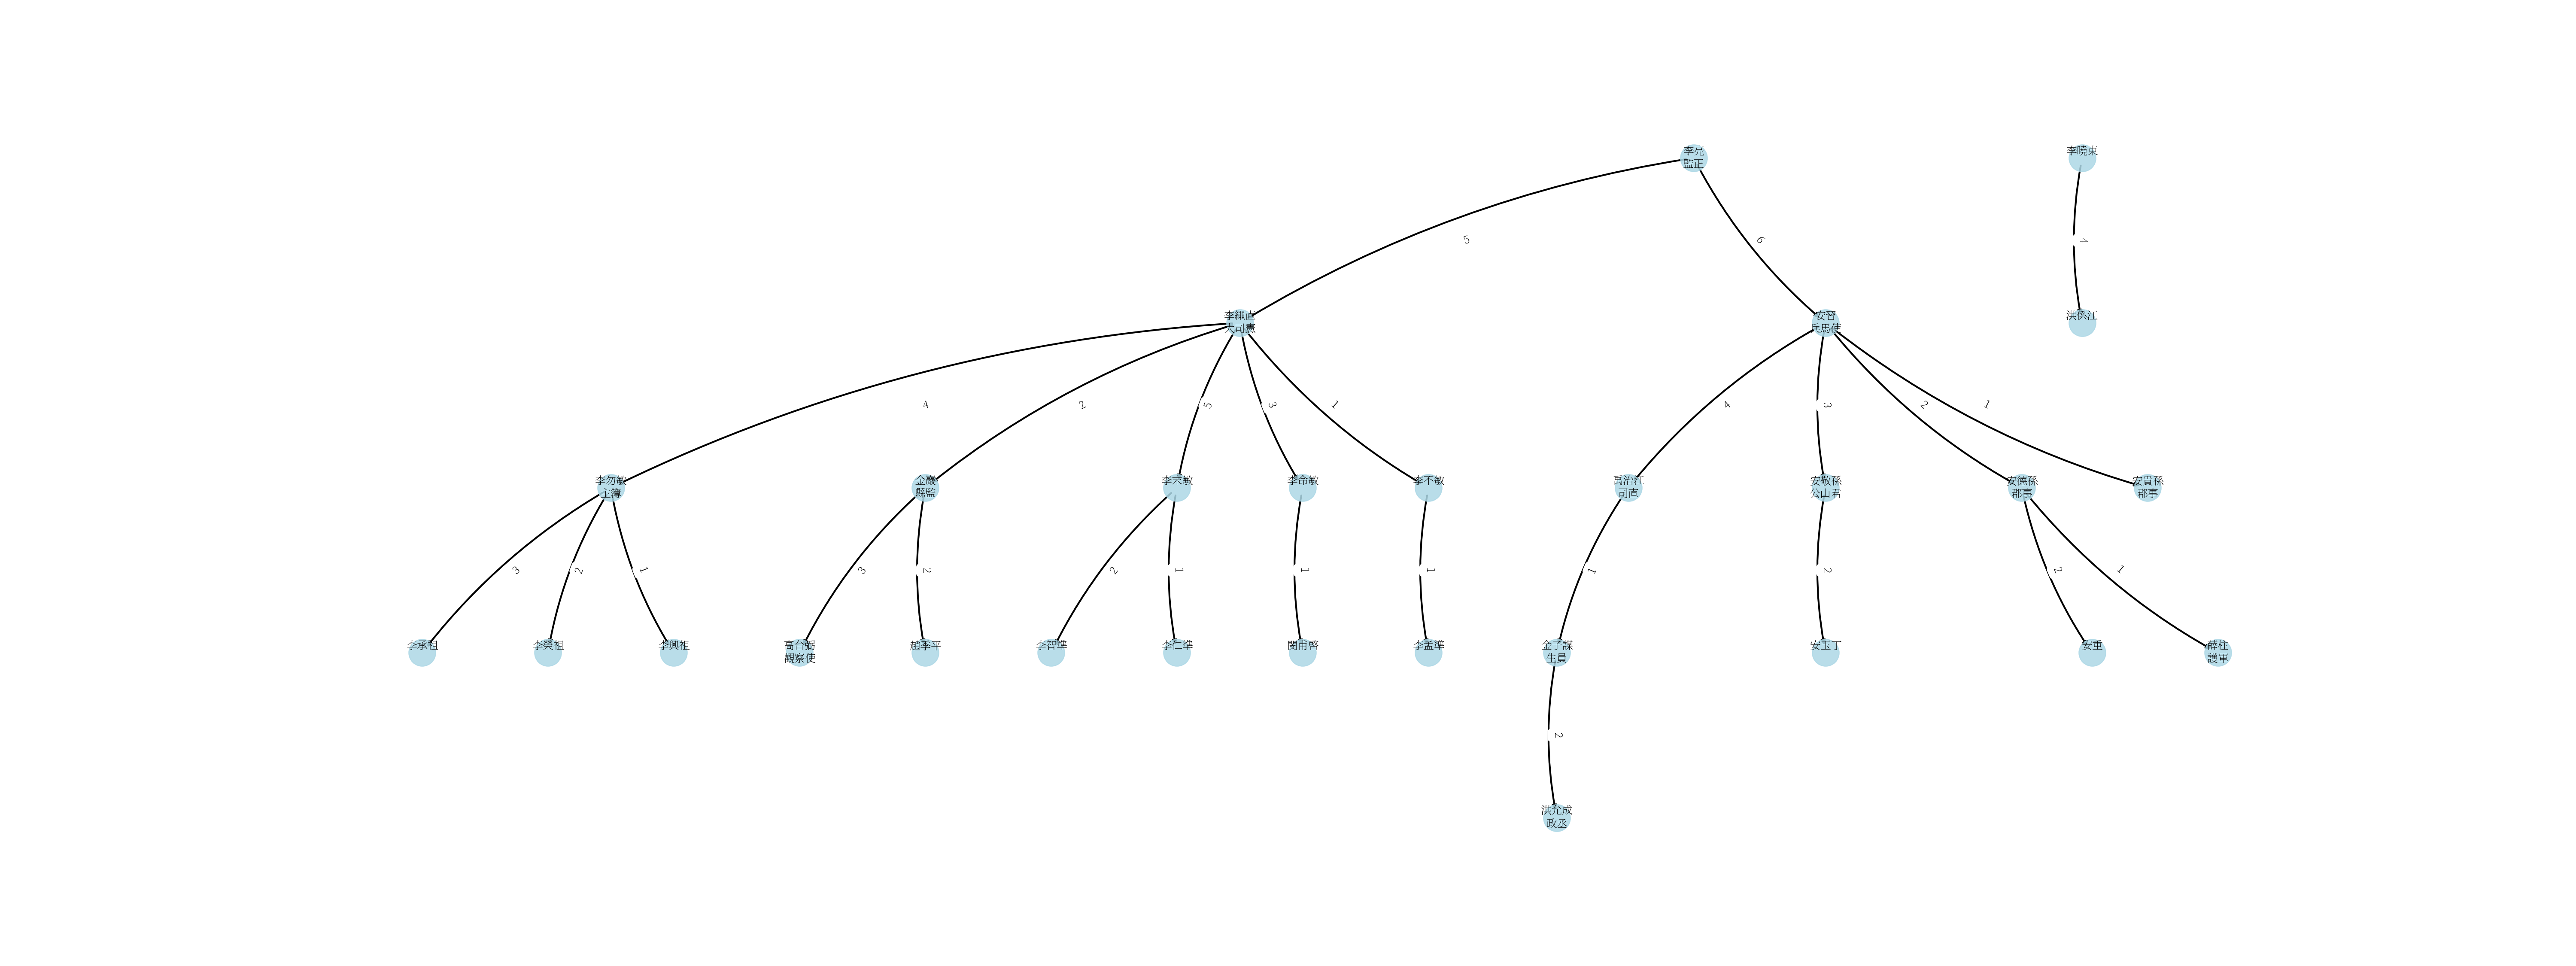 李亮
監正
李曉東
5
6
4
李繩直
大司憲
安習
兵馬使
洪係江
4
2
5
3
1
4
3
2
1
李勿敏
主簿
金巖
縣監
李耒敏
李命敏
李不敏
禹治江
司直
安敬孫
公山君
安德孫
郡事
安貴孫
郡事
3
2
1
3
2
2
1
1
1
1
2
2
1
李承祖
李榮祖
李興祖
高台弼
觀察使
趙季平
李智準
李仁準
閔甫啓
李孟準
金子謀
生員
安玉丁
安重
薛柱
護軍
2
洪允成
政丞